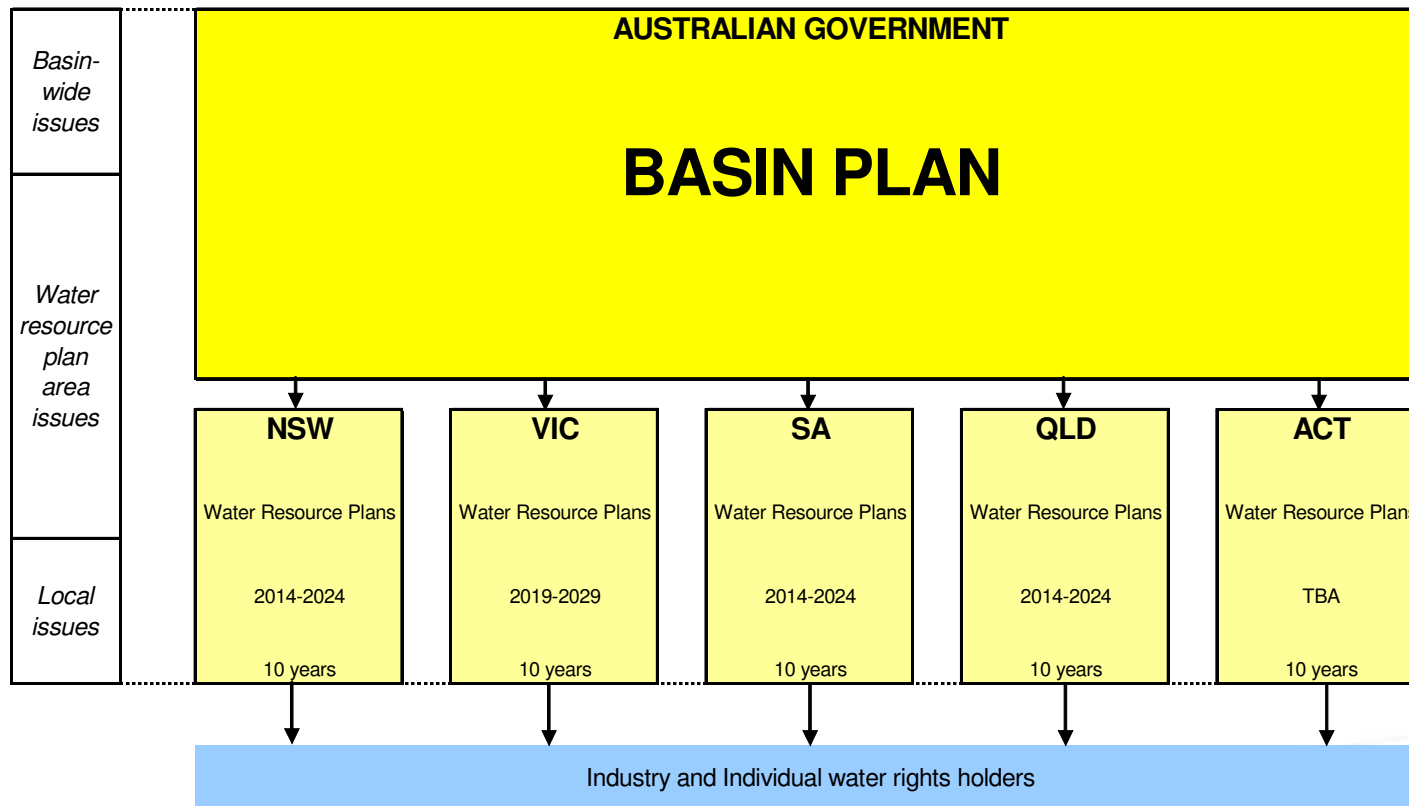 Basin-
wide
issues
Water
resource
plan
area
issues
Local
issues
AUSTRALIAN GOVERNMENT
BASIN PLAN
NSW
Water Resource Plans
2014-2024
10 years
VIC
Water Resource Plans
2019-2029
10 years
SA
Water Resource Plans
2014-2024
10 years
QLD
Water Resource Plans
2014-2024
10 years
ACT
Water Resource Plans
TBA
10 years
Industry and Individual water rights holders